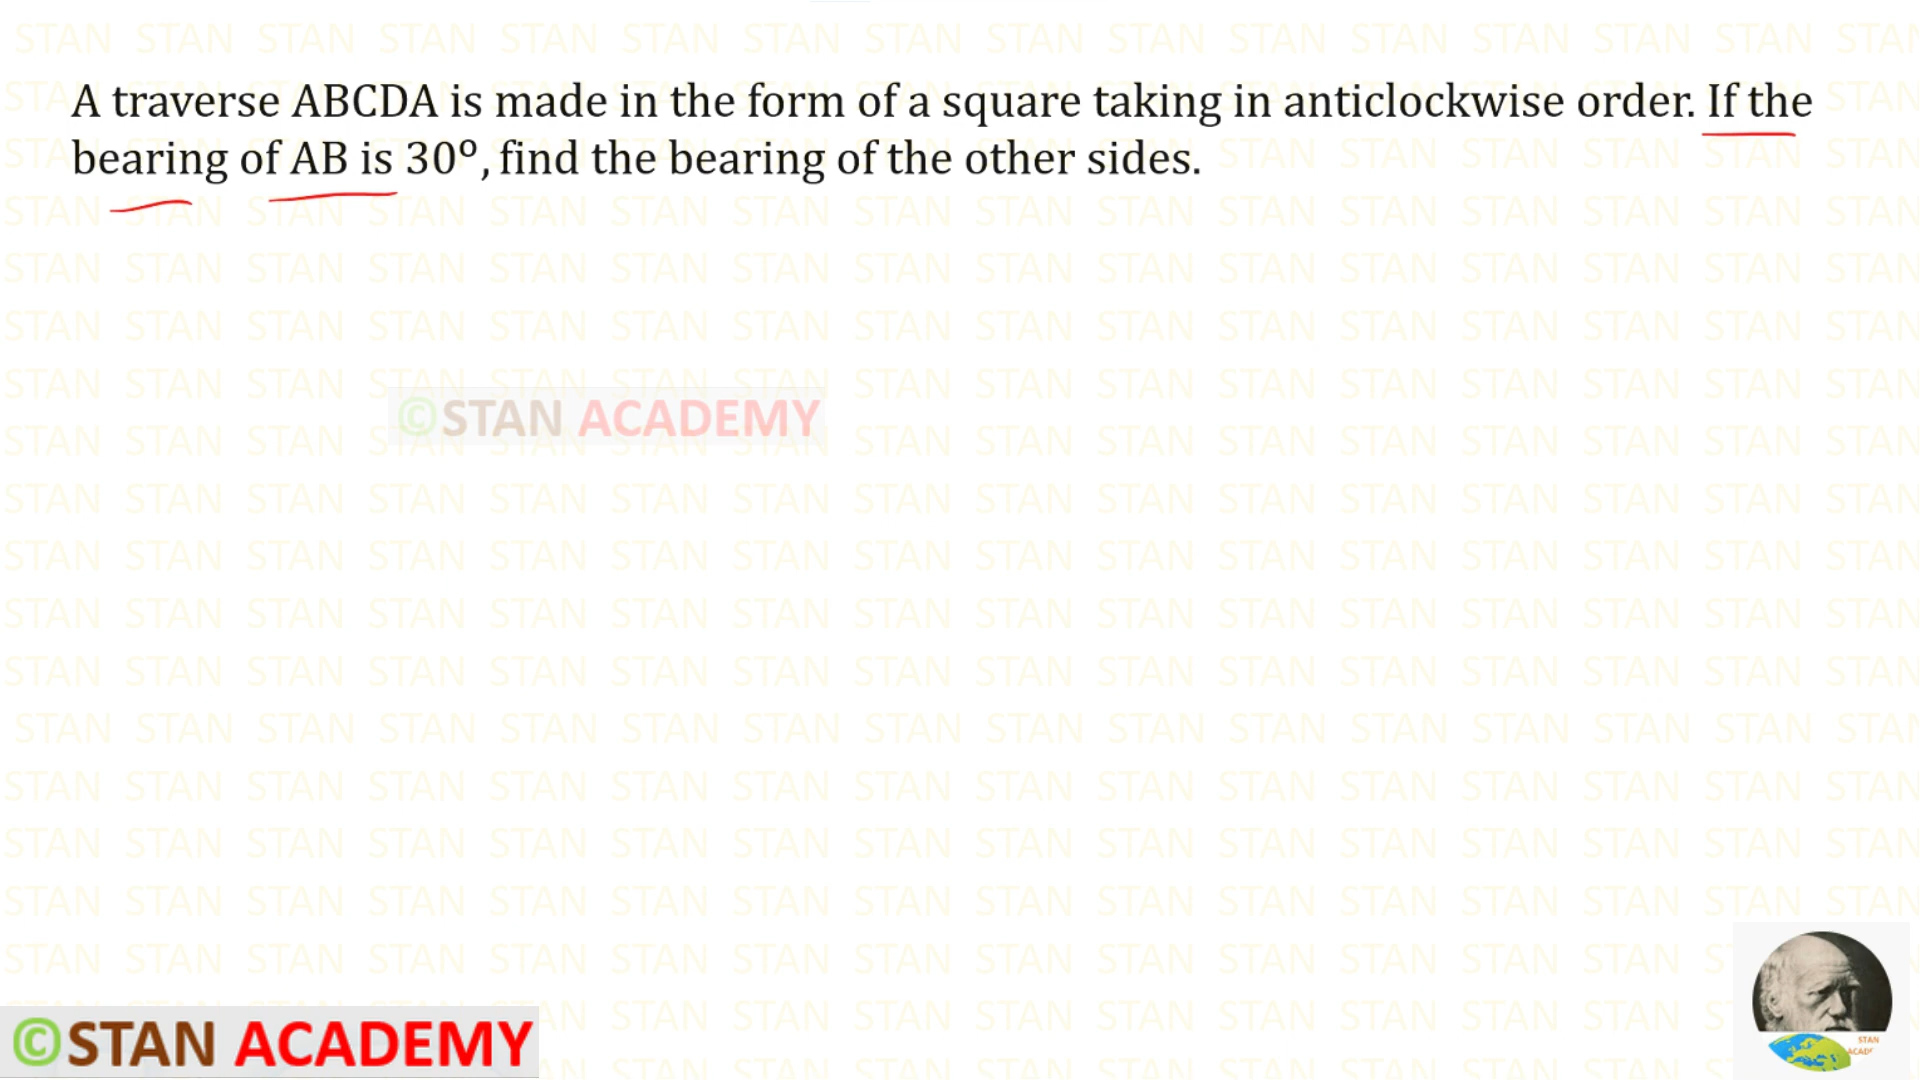 A traverse ABCDA is made in the form of a square taking in anticlockwise order. If the
bearing of AB is 30°, find the bearing of the other sides.
©STAN ACADEMY
©STAN ACADEMY
STAN